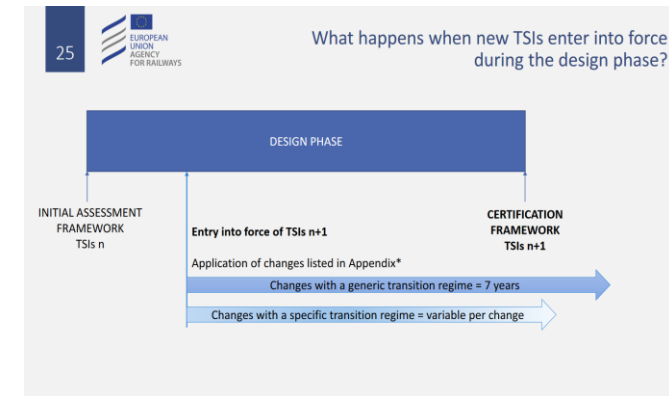 25
EUROPEAN
UNION
AGENCY
FOR RAILWAYS
What happens when new TSIs enter into force
during the design phase?
DESIGN PHASE
INITIAL ASSESSMENT
FRAMEWORK
TSIs n
Entry into force of TSIs n+1
Application of changes listed in Appendix*
CERTIFICATION
FRAMEWORK
TSIs n+1
Changes with a generic transition regime = 7 years
Changes with a specific transition regime = variable per change